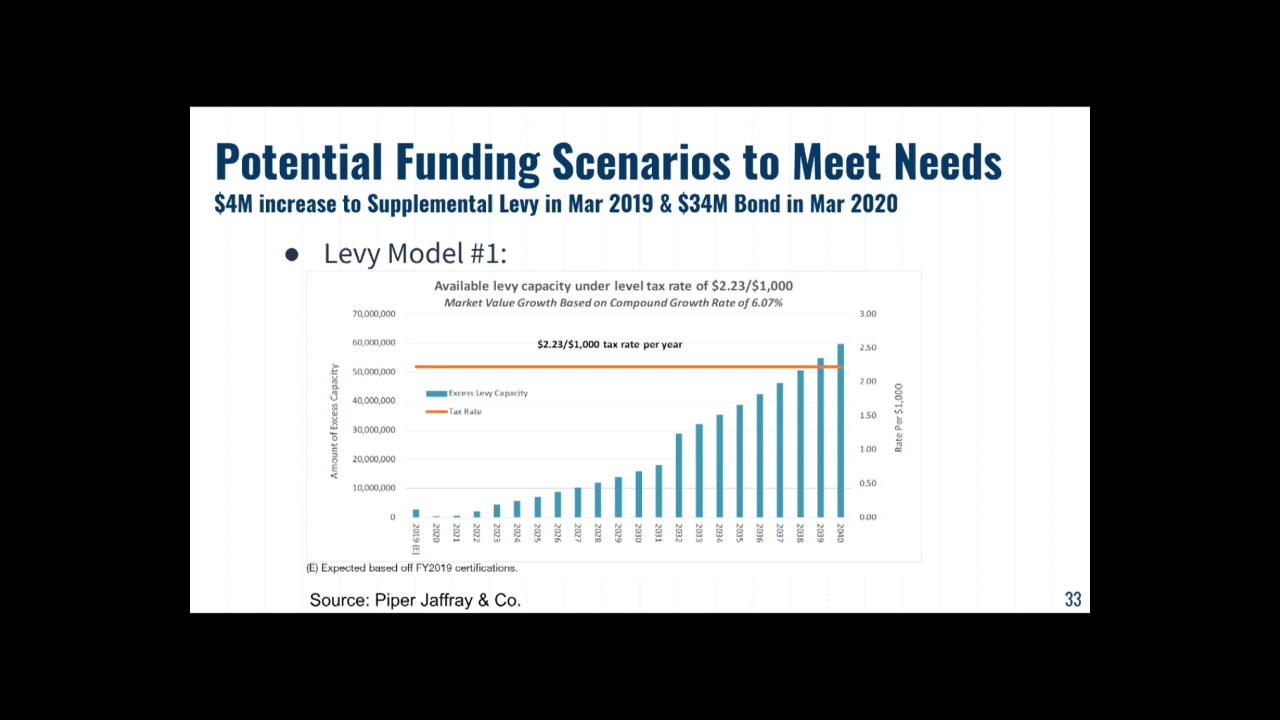 Potential Funding Scenarios to Meet Needs
$4M increase to Supplemental Levy in Mar 2019 & $34M Bond in Mar 2020
● Levy Model #1:
Available levy capacity under level tax rate of $2.23/$1,000
Market Value Growth Based on Compound Growth Rate of 6.07%
70,000,000
60,000,000
50,000,000
40,000,000
30,000,000
20,000,000
10,000,000
0
Amount of Excess Capacity
$2.23/$1,000 tax rate per year
Excess Levy Capacity
Tax Rate
3.00
2.50
2.00
1.50
1.00
0.50
0.00
Rate Per $1,000
2019 (E)
2020
2021
2022
2023
2024
2025
2026
2027
2028
2029
2030
2031
2032
2033
2034
2035
2036
2037
2038
2039
2040
(E) Expected based off FY2019 certifications.
Source: Piper Jaffray & Co.
33